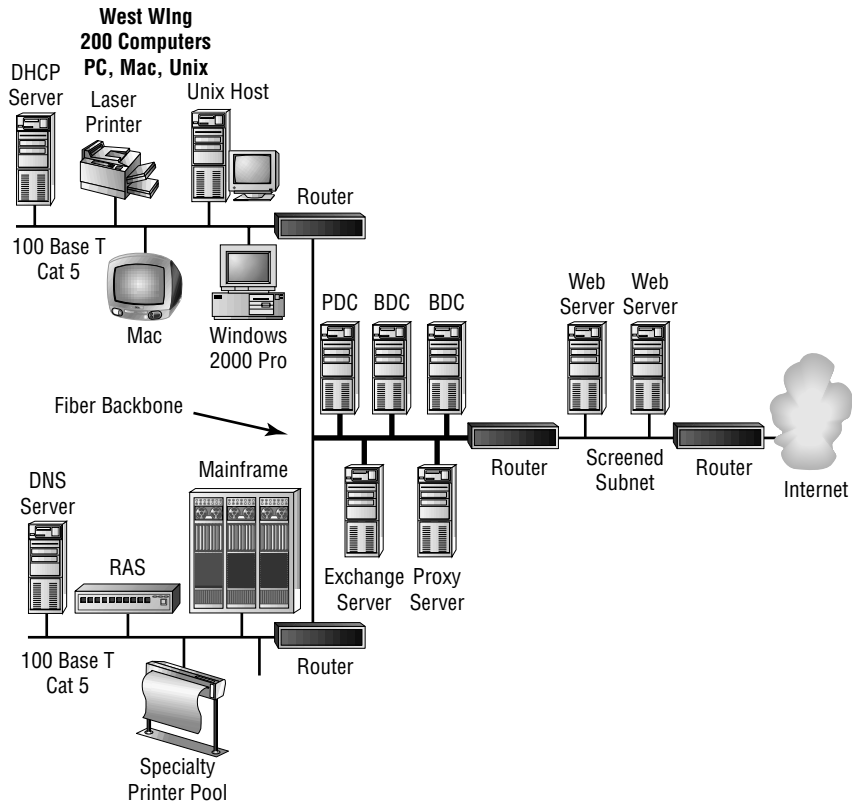 West WIng
200 Computers
PC, Mac, Unix
DHCP
Server
Laser
Printer
Unix Host
Router
100 Base T
Cat 5
Mac
Windows
2000 Pro
PDC
BDC
BDC
Web
Server
Web
Server
Fiber Backbone
Router
Screened
Subnet
Router
Internet
DNS
Server
RAS
Mainframe
Exchange
Server
Proxy
Server
100 Base T
Cat 5
Router
Specialty
Printer Pool